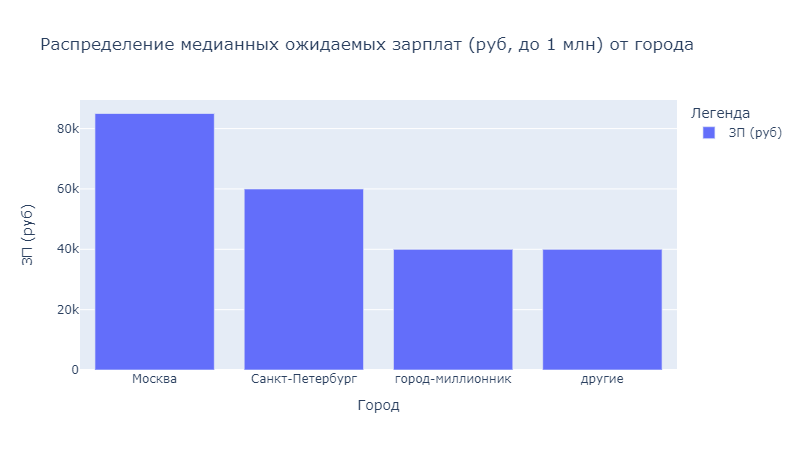 Распределение медианных ожидаемых зарплат (руб, до 1 млн) от города
Легенда
ЗП (руб)
ЗП (руб)
80k
60k
40k
20k
0
Москва
Санкт-Петербург
город-миллионник
другие
Город